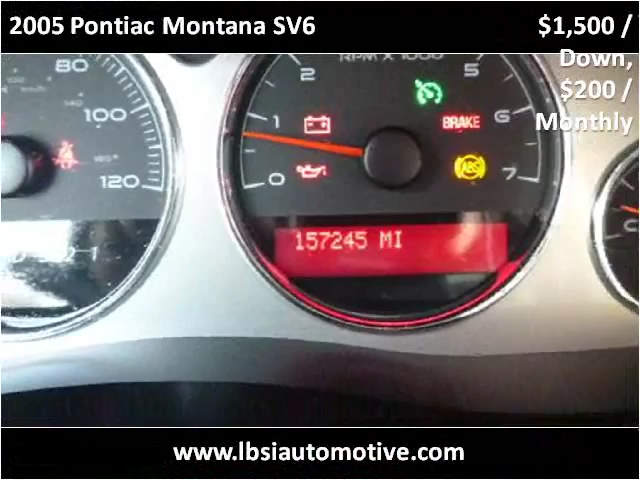 2005 Pontiac Montana SV6
$1,500 /
Down,
$200 /
Monthly
RPM X 1000
80
100
120
0
1
2
5
6
7
BRAKE
ABS
157245 MI
C
www.lbsiautomotive.com